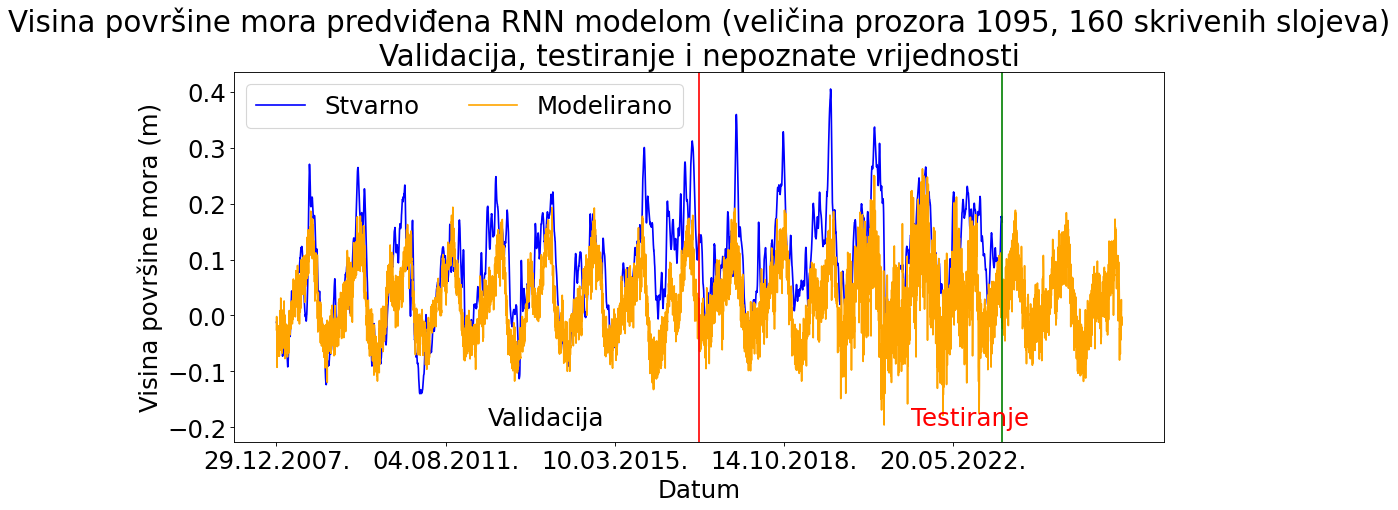 Visina površine mora predviđena RNN modelom (veličina prozora 1095, 160 skrivenih slojeva)
Validacija, testiranje i nepoznate vrijednosti
Stvarno
Modelirano
Visina površine mora (m)
0.4
0.3
0.2
0.1
0.0
−0.1
−0.2
Validacija
Testiranje
29.12.2007.
04.08.2011.
10.03.2015.
14.10.2018.
20.05.2022.
Datum